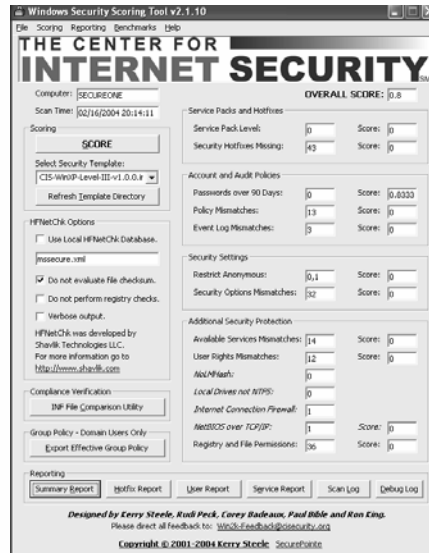 Windows Security Scoring Tool v2.1.10
File Scoring Reporting Benchmarks Help
THE CENTER FOR
INTERNET SECURITY
SM
Computer: SECUREONE
OVERALL SCORE: 0.8
Scan Time: 02/16/2004 20:14:11
Scoring
SCORE
Select Security Template:
CIS-WinXP-Level-III-v1.0.0.ir
Refresh Template Directory
HFNetChk Options
Use Local HFNetChk Database.
mssecure.xml
Do not evaluate file checksum.
Do not perform registry checks.
Verbose output.
HFNetChk was developed by
Shavlik Technologies LLC.
For more information go to
http://www.shavlik.com
Compliance Verification
INF File Comparison Utility
Group Policy - Domain Users Only
Export Effective Group Policy
Service Packs and Hotfixes
Service Pack Level: 0 Score: 0
Security Hotfixes Missing: 43 Score: 0
Account and Audit Policies
Passwords over 90 Days: 0 Score: 0.8333
Policy Mismatches: 13 Score: 0
Event Log Mismatches: 3 Score: 0
Security Settings
Restrict Anonymous: 0,1 Score: 0
Security Options Mismatches: 32 Score: 0
Additional Security Protection
Available Services Mismatches: 14 Score: 0
User Rights Mismatches: 12 Score: 0
NoLMHash: 0
Local Drives not NTFS: 0
Internet Connection Firewall: 1
NetBIOS over TCP/IP: 1 Score: 0
Registry and File Permissions: 36 Score: 0
Reporting
Summary Report Hotfix Report User Report Service Report Scan Log Debug Log
Designed by Kerry Steele, Rudi Peck, Corey Badeaux, Paul Bible and Ron King.
Please direct all feedback to: Win2k-Feedback@cisecurity.org
Copyright © 2001-2004 Kerry Steele SecurePointe